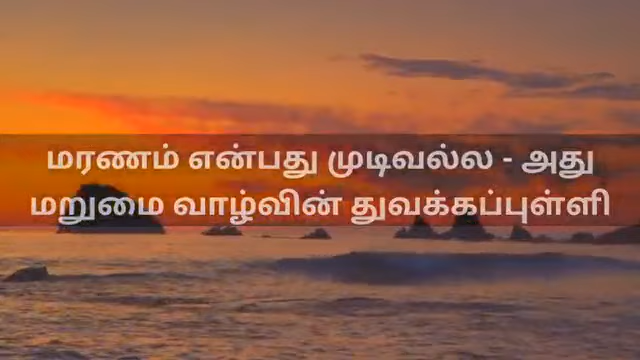 மரணம் என்பது முடிவல்ல - அது
மறுமை வாழ்வின் துவக்கப்புள்ளி